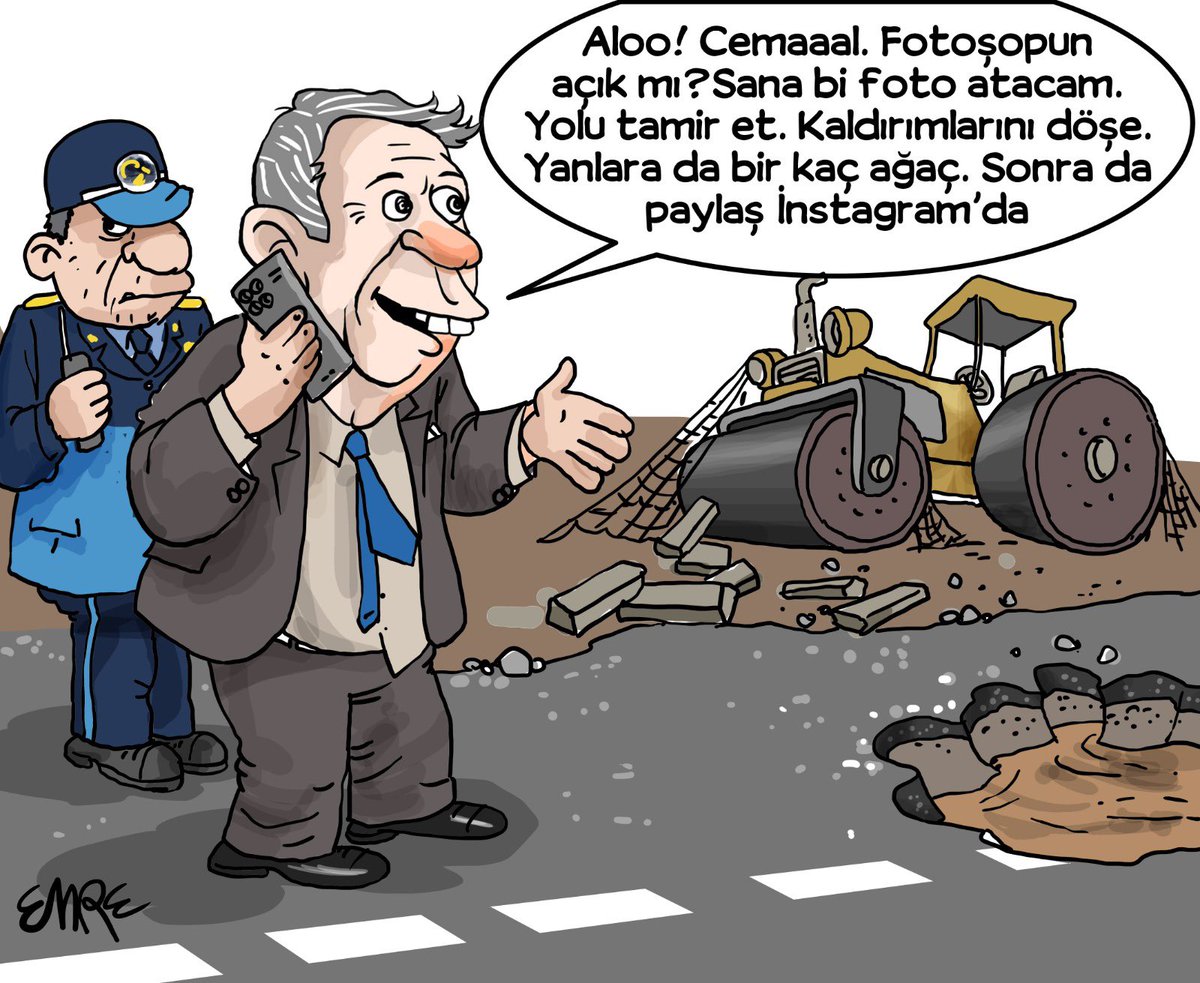 Aloo! Cemaaal. Fotoşopun
açık mı?Sana bi foto atacam.
Yolu tamir et. Kaldırımlarını döşe.
Yanlara da bir kaç ağaç. Sonra da
paylaş İnstagram'da
EMRE